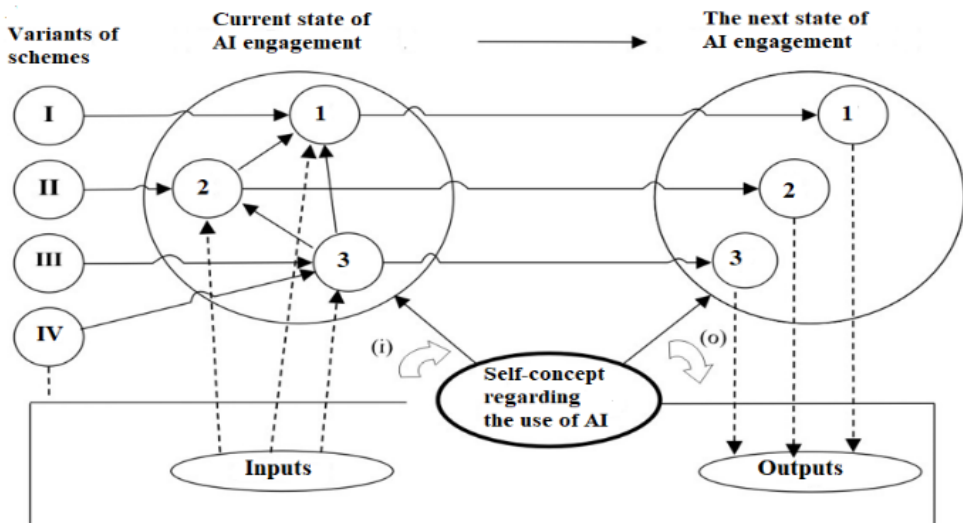 Variants of
schemes
Current state of
AI engagement
The next state of
AI engagement
I
1
1
II
2
2
III
3
3
IV
(i)
(o)
Self-concept
regarding
the use of AI
Inputs
Outputs